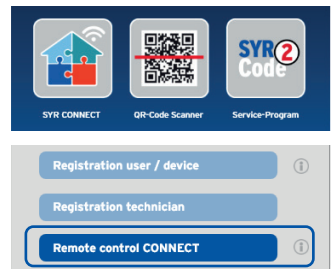 SYR 2
Code
SYR CONNECT QR-Code Scanner Service-Program
Registration user / device i
Registration technician
Remote control CONNECT i